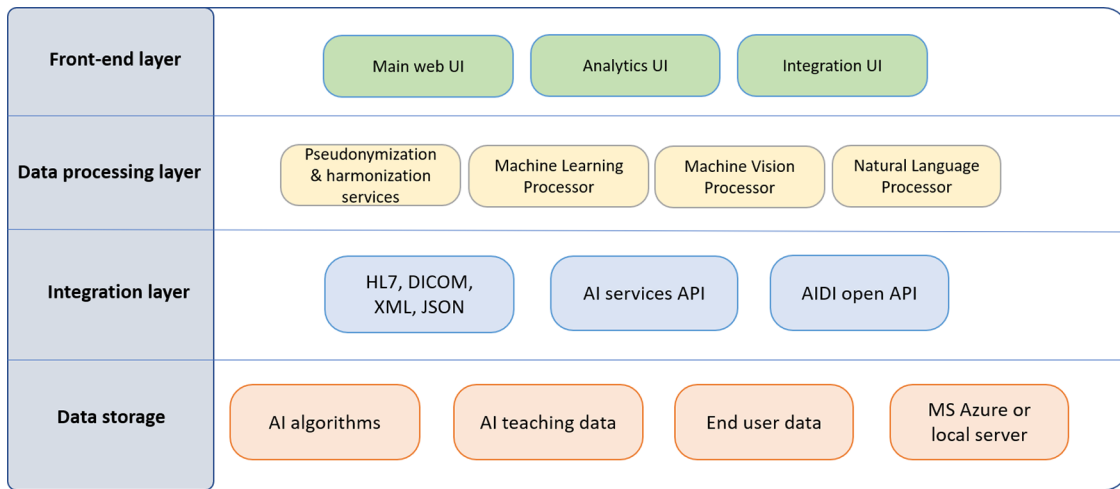 Front-end layer
Main web UI
Analytics UI
Integration UI
Data processing layer
Pseudonymization
& harmonization
services
Machine Learning
Processor
Machine Vision
Processor
Natural Language
Processor
Integration layer
HL7, DICOM,
XML, JSON
AI services API
AIDI open API
Data storage
AI algorithms
AI teaching data
End user data
MS Azure or
local server